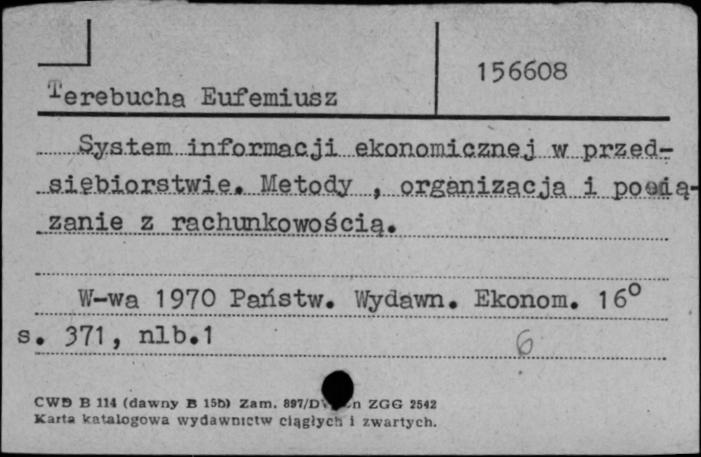 156608
Terebucha Eufemiusz
System informacji ekonomicznej w przed-
siębiorstwie. Metody , organizacja i powią-
zanie z rachunkowością.
W-wa 1970 Państw. Wydawn. Ekonom. 16°
s. 371, nlb.1
6
CWD B 114 (dawny B 15b) Zam. 897/D ZGG 2542
Karta katalogowa wydawnictw ciągłych i zwartych.